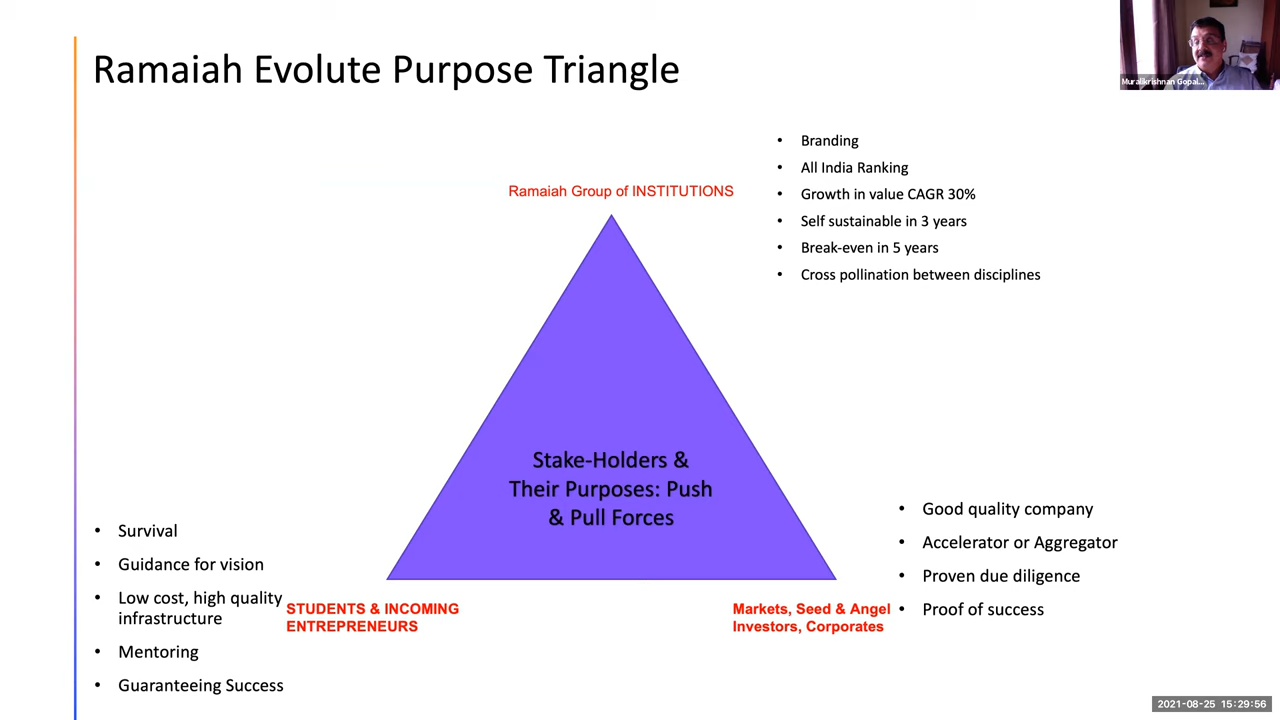 Ramaiah Evolute Purpose Triangle
Muralikrishnan Gopal...
• Branding
• All India Ranking
• Growth in value CAGR 30%
• Self sustainable in 3 years
• Break-even in 5 years
• Cross pollination between disciplines
Ramaiah Group of INSTITUTIONS
Stake-Holders &
Their Purposes: Push
& Pull Forces
• Survival
• Guidance for vision
• Low cost, high quality
infrastructure
• Mentoring
• Guaranteeing Success
STUDENTS & INCOMING
ENTREPRENEURS
Markets, Seed & Angel
Investors, Corporates
• Good quality company
• Accelerator or Aggregator
• Proven due diligence
• Proof of success
2021-08-25 15:29:56